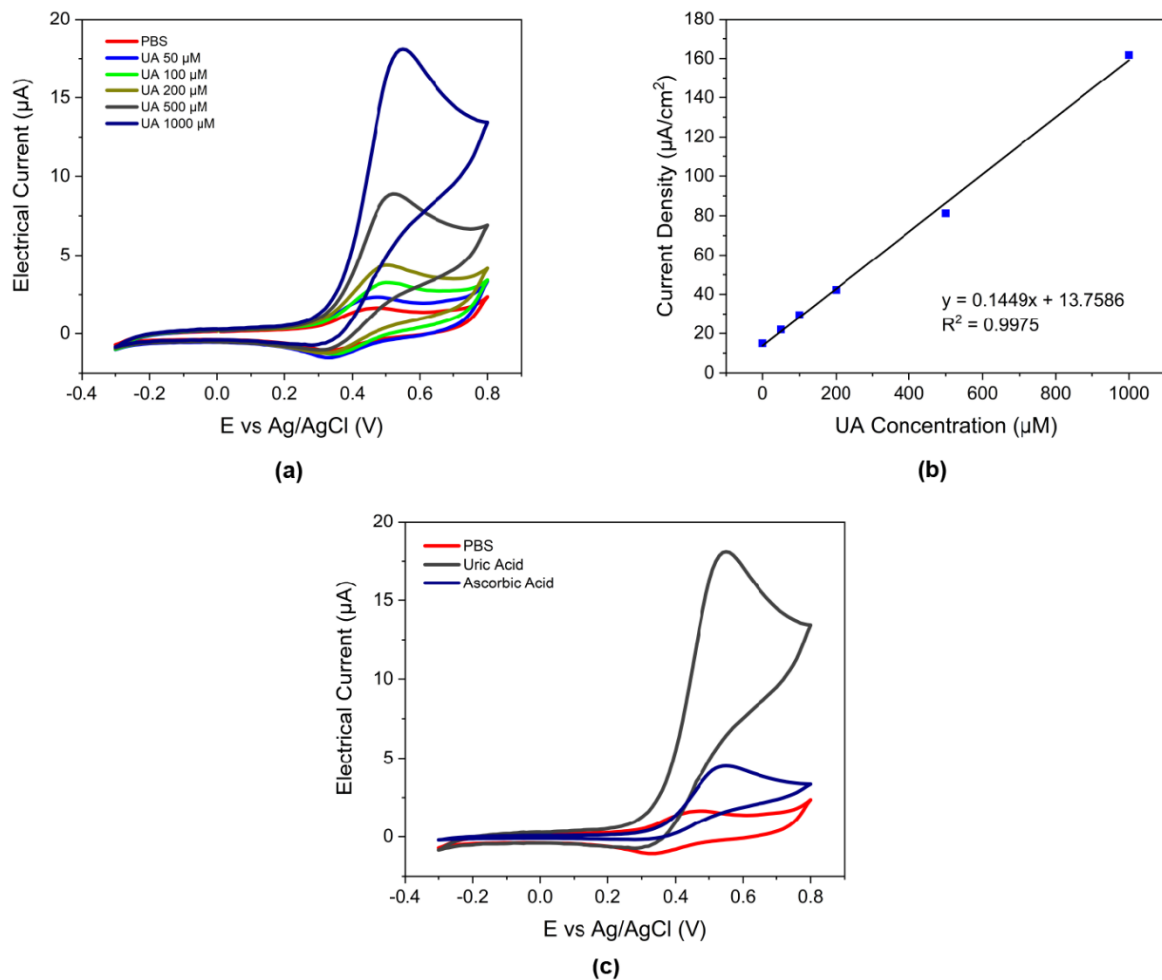 20
15
10
5
0
Electrical Current (µA)
PBS
UA 50 µM
UA 100 µM
UA 200 µM
UA 500 µM
UA 1000 µM
-0.4 -0.2 0.0 0.2 0.4 0.6 0.8
E vs Ag/AgCl (V)
(a)
180
160
140
120
100
80
60
40
20
0
Current Density (µA/cm²)
y = 0.1449x + 13.7586
R² = 0.9975
0 200 400 600 800 1000
UA Concentration (µM)
(b)
20
15
10
5
0
Electrical Current (µA)
PBS
Uric Acid
Ascorbic Acid
-0.4 -0.2 0.0 0.2 0.4 0.6 0.8
E vs Ag/AgCl (V)
(c)